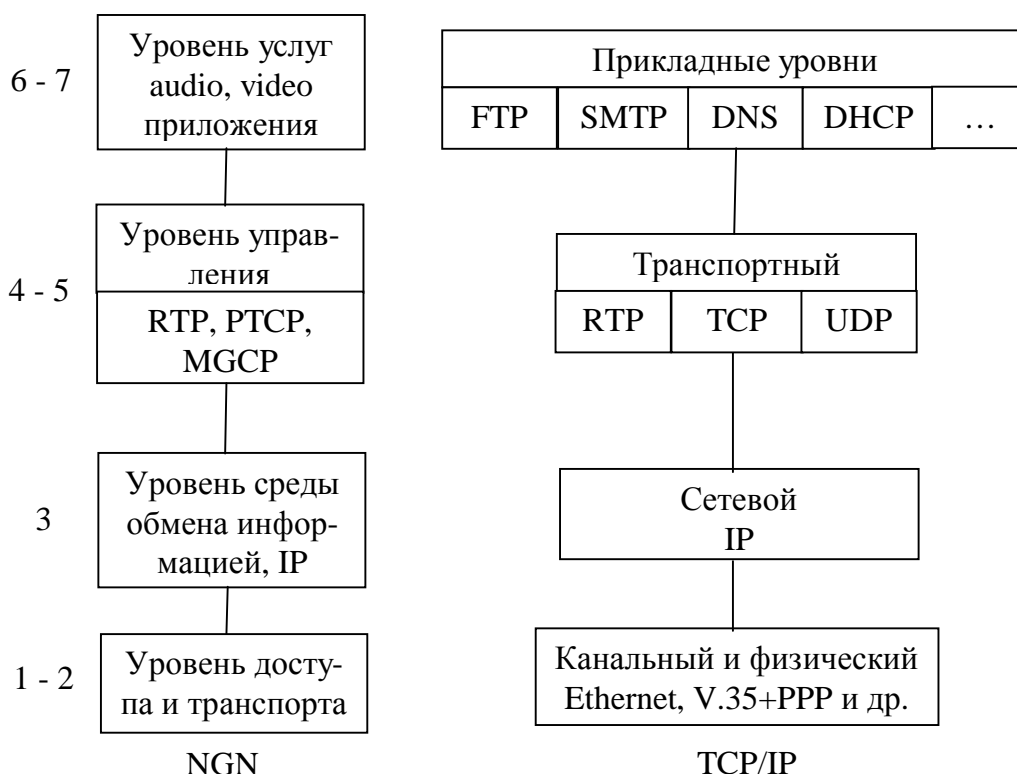 6 - 7
Уровень услуг
audio, video
приложения
Прикладные уровни
FTP SMTP DNS DHCP …
4 - 5
Уровень управ-
ления
RTP, PTCP,
MGCP
Транспортный
RTP TCP UDP
3
Уровень среды
обмена инфор-
мацией, IP
Сетевой
IP
1 - 2
Уровень досту-
па и транспорта
Канальный и физический
Ethernet, V.35+PPP и др.
NGN
TCP/IP